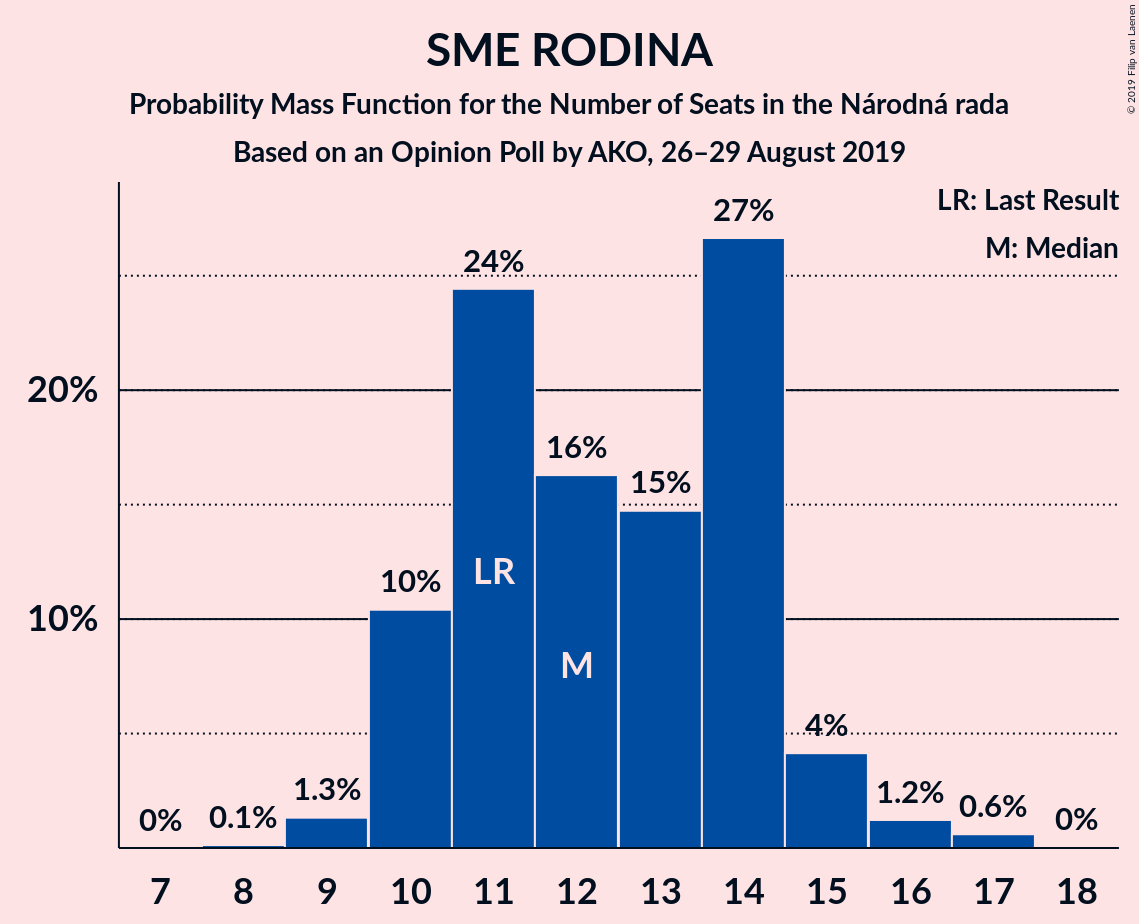 SME RODINA
Probability Mass Function for the Number of Seats in the Národná rada
Based on an Opinion Poll by AKO, 26–29 August 2019
© 2019 Filip van Laenen
LR: Last Result
M: Median
27%
24%
20%
16%
15%
LR
10%
10%
M
4%
1.3%
1.2%
0.6%
0%
0.1%
0%
7 8 9 10 11 12 13 14 15 16 17 18